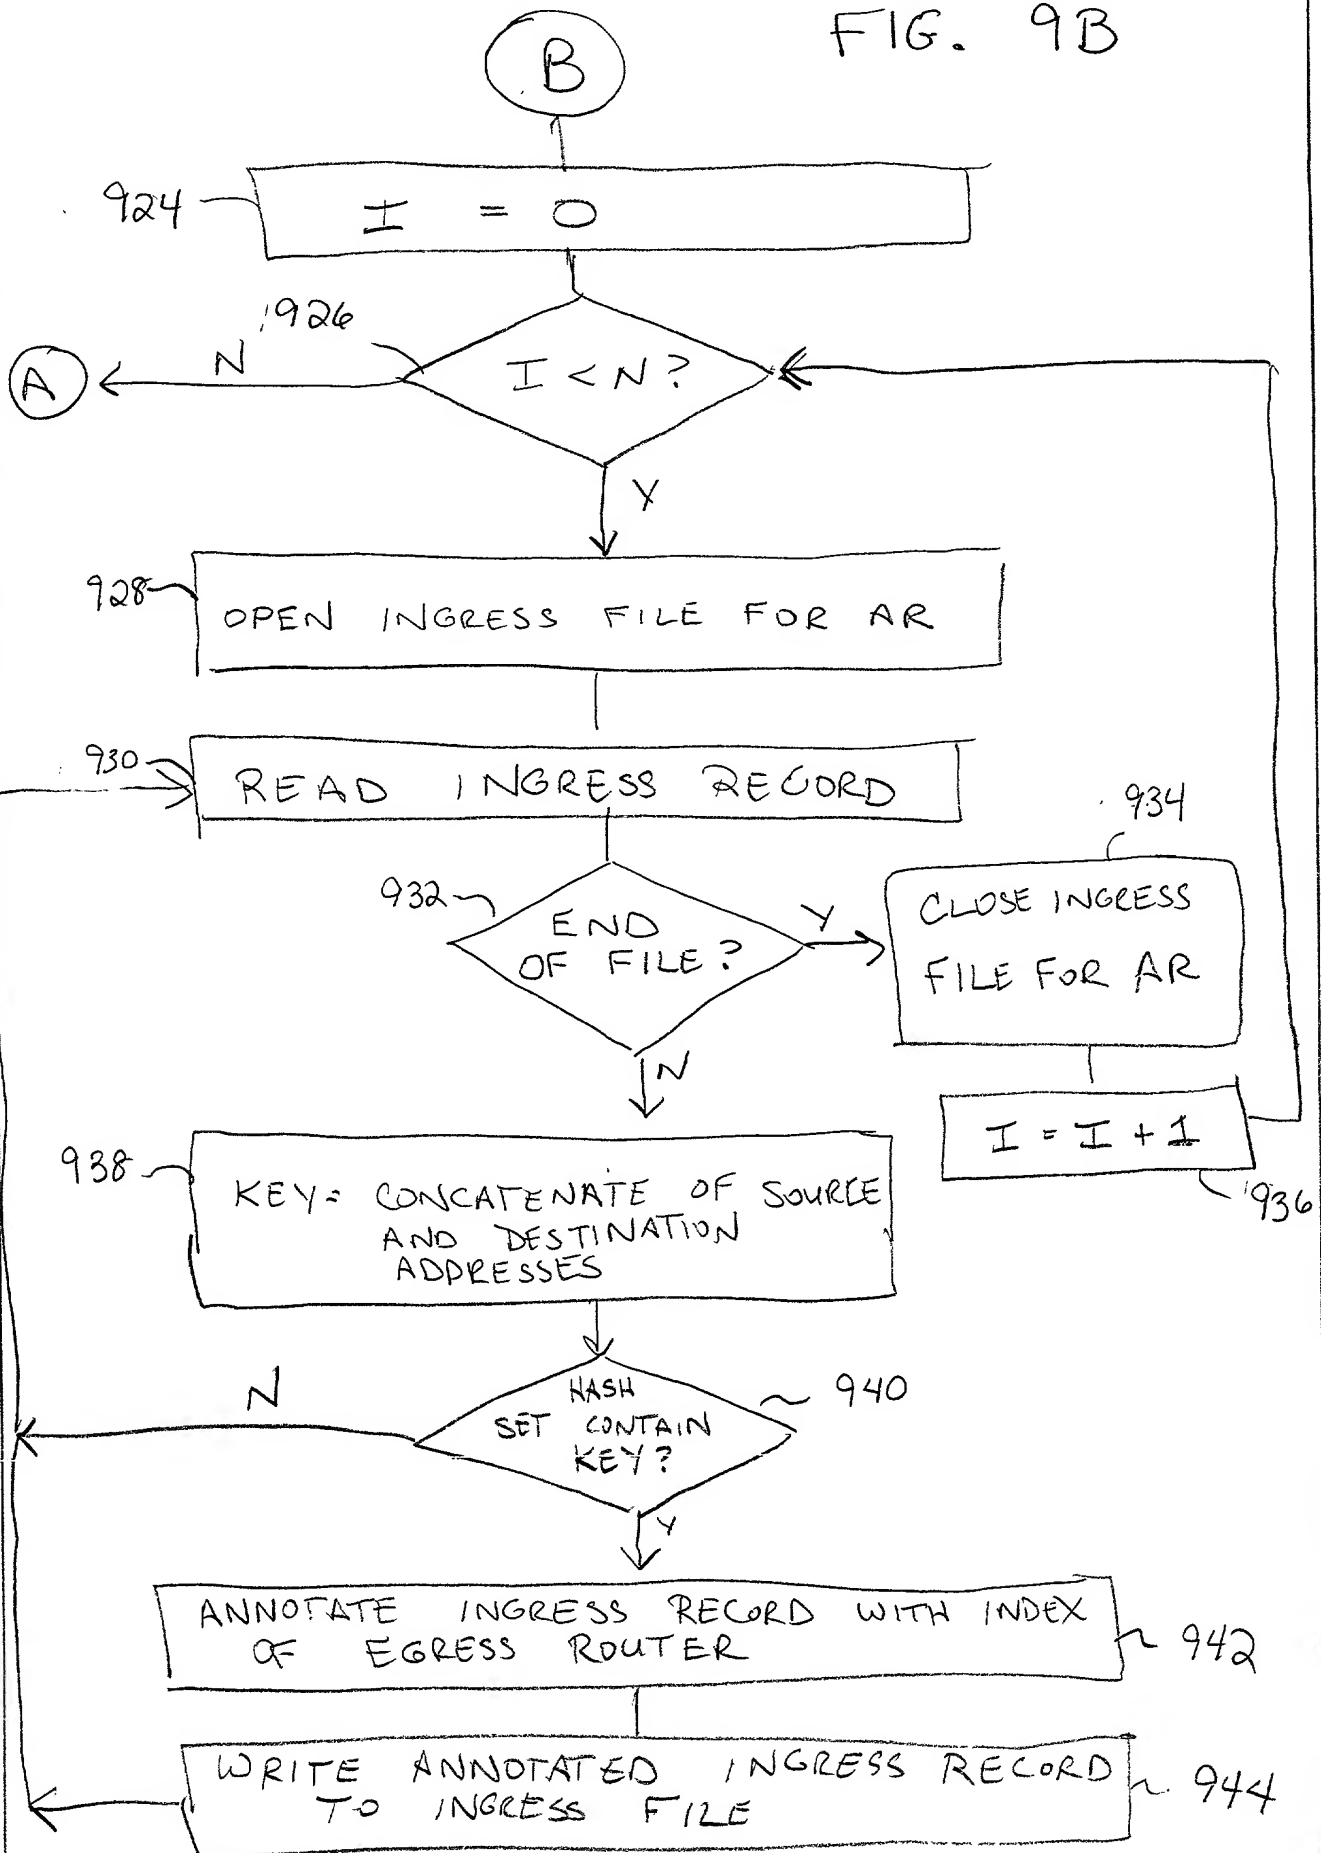 FIG. 9B
B
924
I = 0
926
I < N?
N
A
Y
928
OPEN INGRESS FILE FOR AR
930
READ INGRESS RECORD
932
END
OF FILE?
Y
934
CLOSE INGRESS
FILE FOR AR
N
I = I + 1
936
938
KEY= CONCATENATE OF SOURCE
AND DESTINATION
ADDRESSES
HASH
SET CONTAIN
KEY?
940
N
Y
ANNOTATE INGRESS RECORD WITH INDEX
OF EGRESS ROUTER
942
WRITE ANNOTATED INGRESS RECORD
TO INGRESS FILE
944